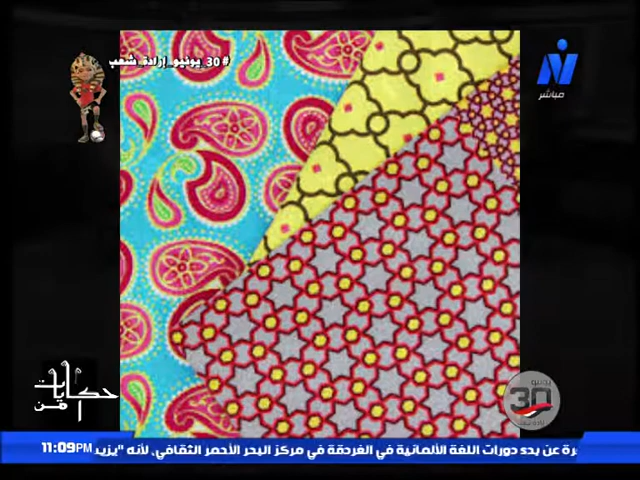 #30 يونيو إرادة شعب
مباشر
حكايات من
يونيو
30
11:09PM
رة عن بدء دورات اللغة الألمانية في الغردقة في مركز البحر الأحمر الثقافي، لأنه "يزيد